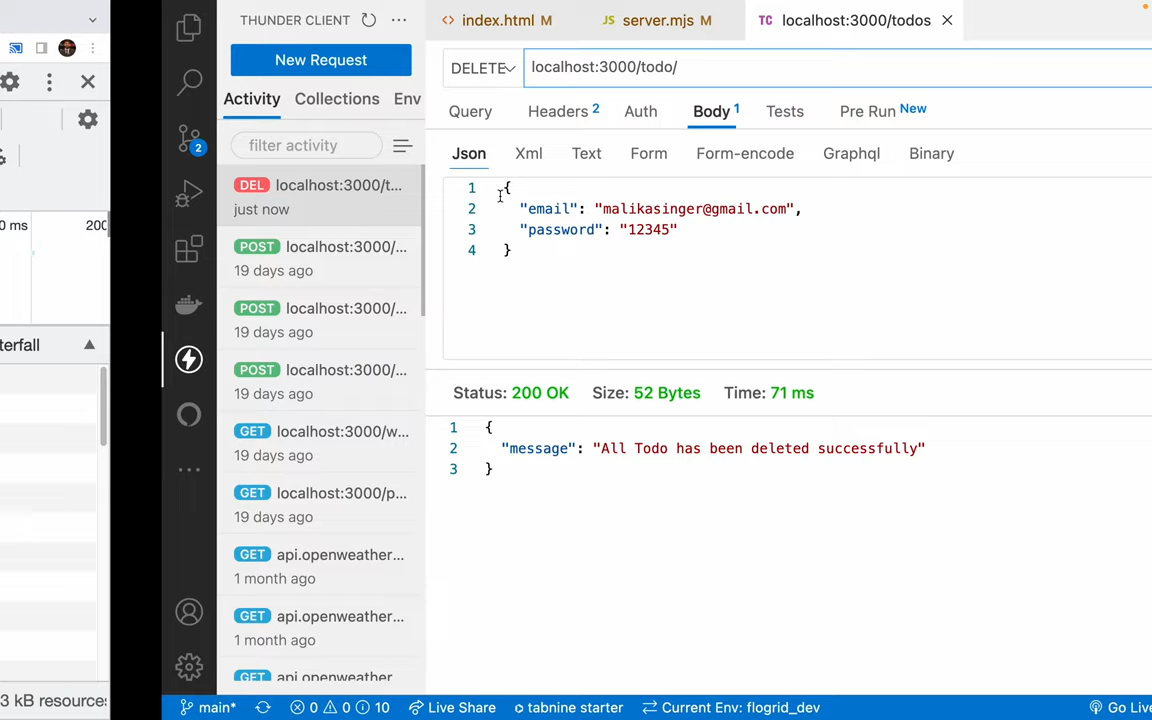 0 ms
200
terfall
3 kB resources
2
THUNDER CLIENT
New Request
Activity Collections Env
filter activity
DEL localhost:3000/t...
just now
POST localhost:3000/...
19 days ago
POST localhost:3000/...
19 days ago
POST localhost:3000/...
19 days ago
GET localhost:3000/w...
19 days ago
GET localhost:3000/p...
19 days ago
GET api.openweather...
1 month ago
GET api.openweather...
1 month ago
GET api.openweather
<> index.html M
JS server.mjs M
TC localhost:3000/todos
DELETE localhost:3000/todo/
Query Headers 2 Auth Body 1 Tests Pre Run New
Json Xml Text Form Form-encode Graphql Binary
1 {
2 "email": "malikasinger@gmail.com",
3 "password": "12345"
4 }
Status: 200 OK Size: 52 Bytes Time: 71 ms
1 {
2 "message": "All Todo has been deleted successfully"
3 }
main* 0 0 10 Live Share tabnine starter Current Env: flogrid_dev Go Live